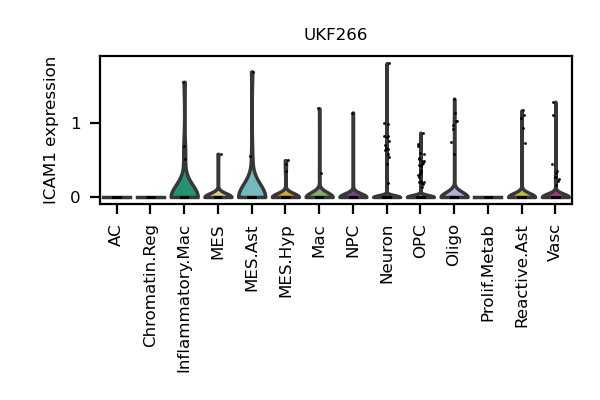 UKF266
ICAM1 expression
1
0
AC
Chromatin.Reg
Inflammatory.Mac
MES
MES.Ast
MES.Hyp
Mac
NPC
Neuron
OPC
Oligo
Prolif.Metab
Reactive.Ast
Vasc